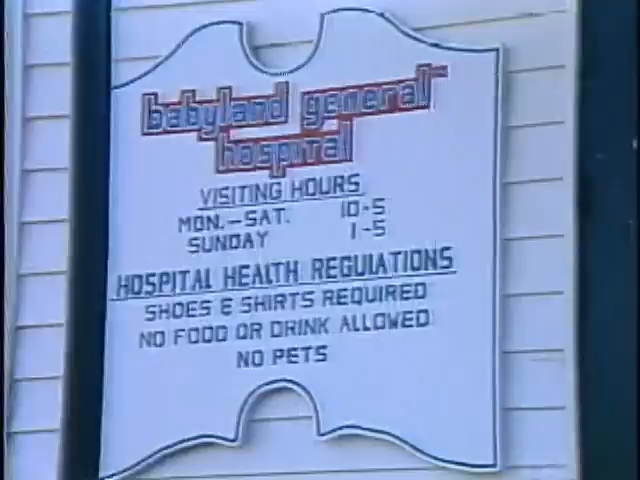 babyland general™
hospital
VISITING HOURS
MON.-SAT. 10-5
SUNDAY 1-5
HOSPITAL HEALTH REGULATIONS
SHOES & SHIRTS REQUIRED
NO FOOD OR DRINK ALLOWED
NO PETS